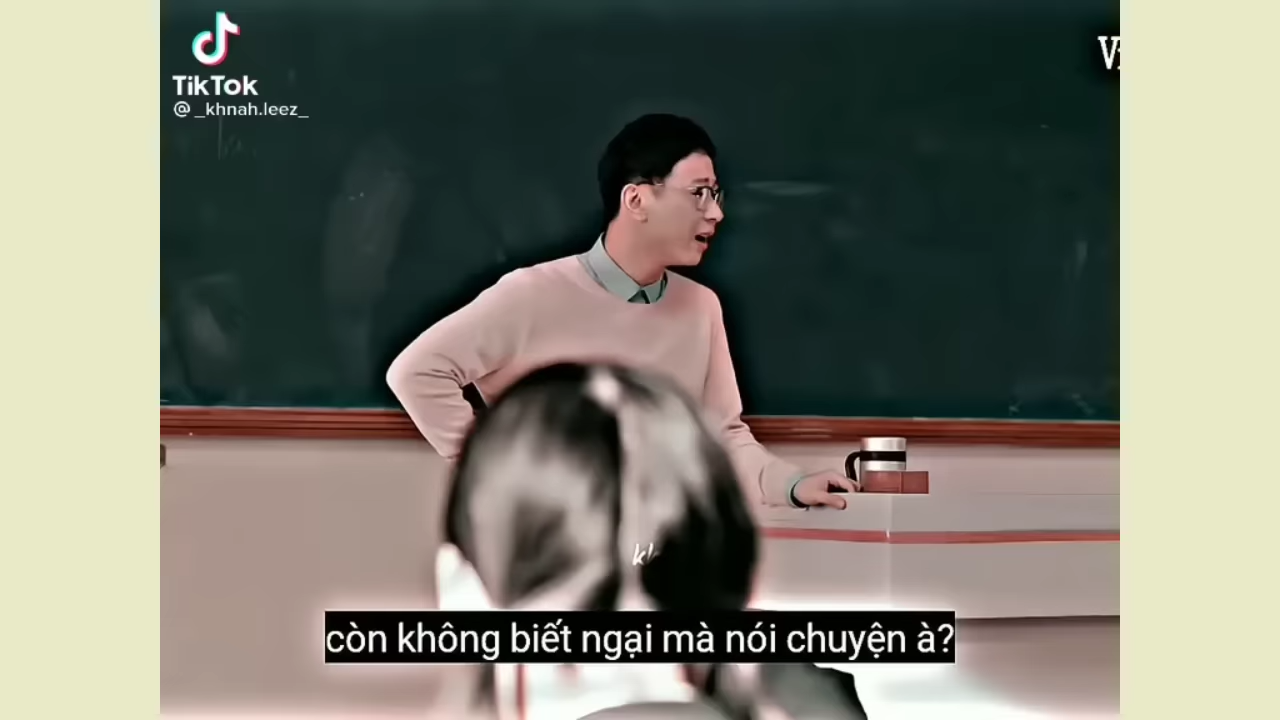 TikTok
@ _khnah.leez_
còn không biết ngại mà nói chuyện à?